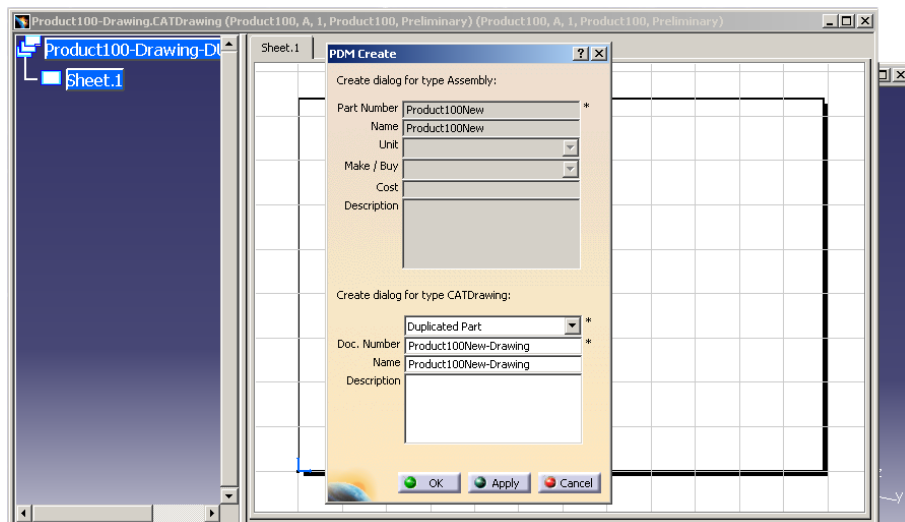 Product100-Drawing.CATDrawing (Product100, A, 1, Product100, Preliminary) (Product100, A, 1, Product100, Preliminary)
Product100-Drawing-DU
Sheet.1
Sheet.1
PDM Create
Create dialog for type Assembly:
Part Number Product100New *
Name Product100New
Unit
Make / Buy
Cost
Description
Create dialog for type CATDrawing:
Duplicated Part *
Doc. Number Product100New-Drawing *
Name Product100New-Drawing
Description
OK Apply Cancel
y